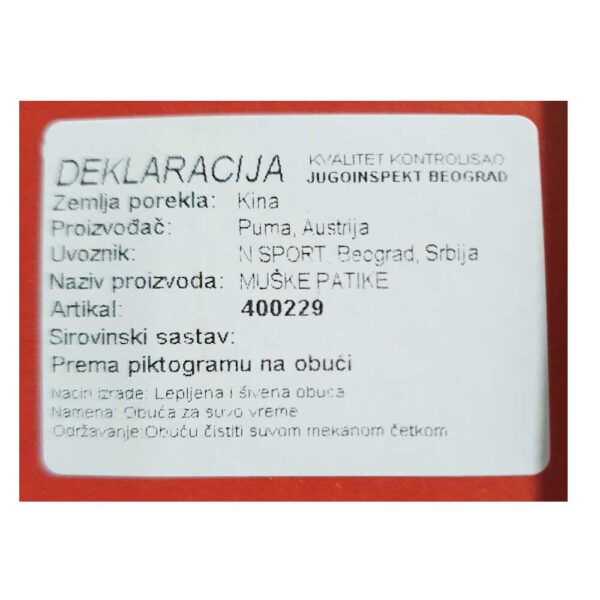 DEKLARACIJA
KVALITET KONTROLISAO
JUGOINSPEKT BEOGRAD
Zemlja porekla: Kina
Proizvođač: Puma, Austrija
Uvoznik: N SPORT, Beograd, Srbija
Naziv proizvoda: MUŠKE PATIKE
Artikal: 400229
Sirovinski sastav:
Prema piktogramu na obući
Nacin izrade: Lepljena i šivena obuca
Namena: Obuća za suvo vreme
Održavanje:Obuću čistiti suvom mekanom četkom